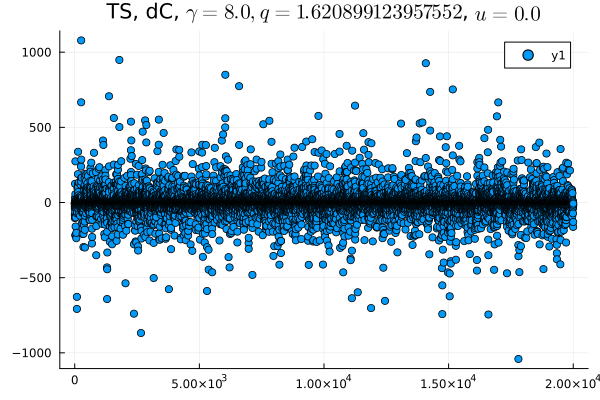 TS, dC, γ = 8.0, q = 1.620899123957552, u = 0.0
y1
1000
500
0
−500
−1000
0 5.00×10³ 1.00×10⁴ 1.50×10⁴ 2.00×10⁴